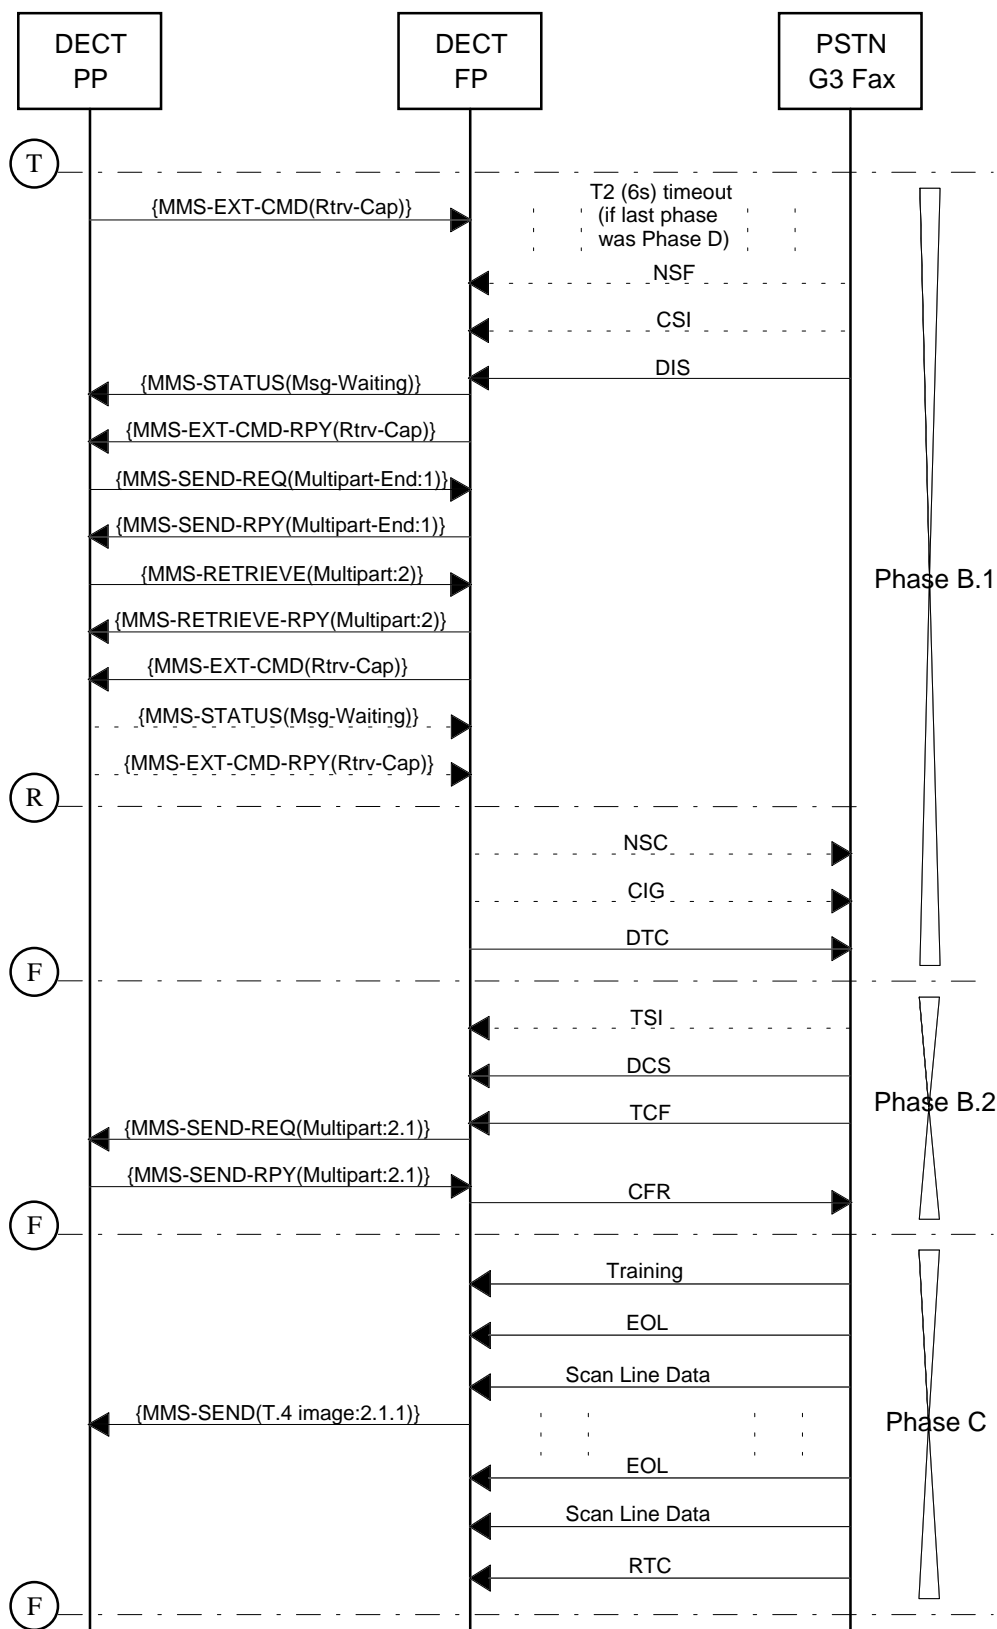 DECT
PP
DECT
FP
PSTN
G3 Fax
T
{MMS-EXT-CMD(Rtrv-Cap)}
T2 (6s) timeout
(if last phase
was Phase D)
NSF
CSI
DIS
{MMS-STATUS(Msg-Waiting)}
{MMS-EXT-CMD-RPY(Rtrv-Cap)}
{MMS-SEND-REQ(Multipart-End:1)}
{MMS-SEND-RPY(Multipart-End:1)}
{MMS-RETRIEVE(Multipart:2)}
Phase B.1
{MMS-RETRIEVE-RPY(Multipart:2)}
{MMS-EXT-CMD(Rtrv-Cap)}
{MMS-STATUS(Msg-Waiting)}
{MMS-EXT-CMD-RPY(Rtrv-Cap)}
R
NSC
CIG
DTC
F
TSI
DCS
Phase B.2
TCF
{MMS-SEND-REQ(Multipart:2.1)}
{MMS-SEND-RPY(Multipart:2.1)}
CFR
F
Training
EOL
Scan Line Data
{MMS-SEND(T.4 image:2.1.1)}
Phase C
EOL
Scan Line Data
RTC
F